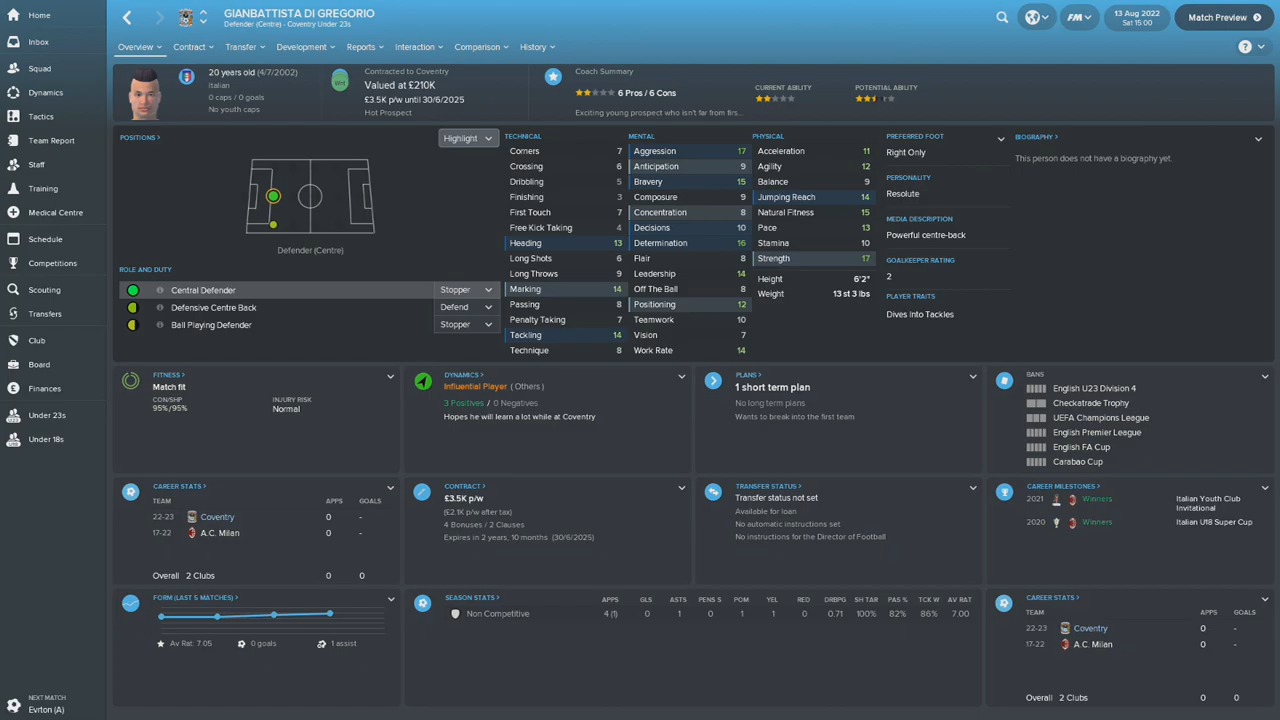 Home
Inbox
Squad
Dynamics
Tactics
Team Report
Staff
Training
Medical Centre
Schedule
Competitions
Scouting
Transfers
Club
Board
Finances
Under 23s
Under 18s
NEXT MATCH
Evrton (A)
GIANBATTISTA DI GREGORIO
Defender (Centre) - Coventry Under 23s
FM
13 Aug 2022
Sat 15:00
Match Preview
Overview
Contract
Transfer
Development
Reports
Interaction
Comparison
History
?
20 years old (4/7/2002)
Italian
0 caps / 0 goals
No youth caps
WH
Contracted to Coventry
Valued at £210K
£3.5K p/w until 30/6/2025
Hot Prospect
Coach Summary
6 Pros / 6 Cons
Exciting young prospect who isn't far from firs...
CURRENT ABILITY
POTENTIAL ABILITY
POSITIONS >
Highlight
Defender (Centre)
ROLE AND DUTY
Central Defender Stopper
Defensive Centre Back Defend
Ball Playing Defender Stopper
TECHNICAL
Corners 7
Crossing 6
Dribbling 5
Finishing 3
First Touch 7
Free Kick Taking 4
Heading 13
Long Shots 6
Long Throws 9
Marking 14
Passing 8
Penalty Taking 7
Tackling 14
Technique 8
MENTAL
Aggression 17
Anticipation 9
Bravery 15
Composure 9
Concentration 8
Decisions 10
Determination 16
Flair 8
Leadership 14
Off The Ball 8
Positioning 12
Teamwork 10
Vision 7
Work Rate 14
PHYSICAL
Acceleration 11
Agility 12
Balance 9
Jumping Reach 14
Natural Fitness 15
Pace 13
Stamina 10
Strength 17
Height 6'2"
Weight 13 st 3 lbs
PREFERRED FOOT
Right Only
PERSONALITY
Resolute
MEDIA DESCRIPTION
Powerful centre-back
GOALKEEPER RATING
2
PLAYER TRAITS
Dives Into Tackles
BIOGRAPHY >
This person does not have a biography yet.
FITNESS >
Match fit
CON/SHP
95%/95%
INJURY RISK
Normal
DYNAMICS >
Influential Player ( Others )
3 Positives / 0 Negatives
Hopes he will learn a lot while at Coventry
PLANS >
1 short term plan
No long term plans
Wants to break into the first team
BANS
English U23 Division 4
Checkatrade Trophy
UEFA Champions League
English Premier League
English FA Cup
Carabao Cup
CAREER STATS >
TEAM APPS GOALS
22-23 Coventry 0 -
17-22 A.C. Milan 0 -
Overall 2 Clubs 0 0
CONTRACT >
£3.5K p/w
(£2.1K p/w after tax)
4 Bonuses / 2 Clauses
Expires in 2 years, 10 months (30/6/2025)
TRANSFER STATUS >
Transfer status not set
Available for loan
No automatic instructions set
No instructions for the Director of Football
CAREER MILESTONES >
2021 Winners Italian Youth Club Invitational
2020 Winners Italian U18 Super Cup
FORM (LAST 5 MATCHES) >
Av Rat: 7.05 0 goals 1 assist
SEASON STATS >
APPS GLS ASTS PENS S POM YEL RED DRBPG SH TAR PAS % TCK W AV RAT
Non Competitive 4 (1) 0 1 0 1 1 0 0.71 100% 82% 86% 7.00
CAREER STATS >
TEAM APPS GOALS
22-23 Coventry 0 -
17-22 A.C. Milan 0 -
Overall 2 Clubs 0 0